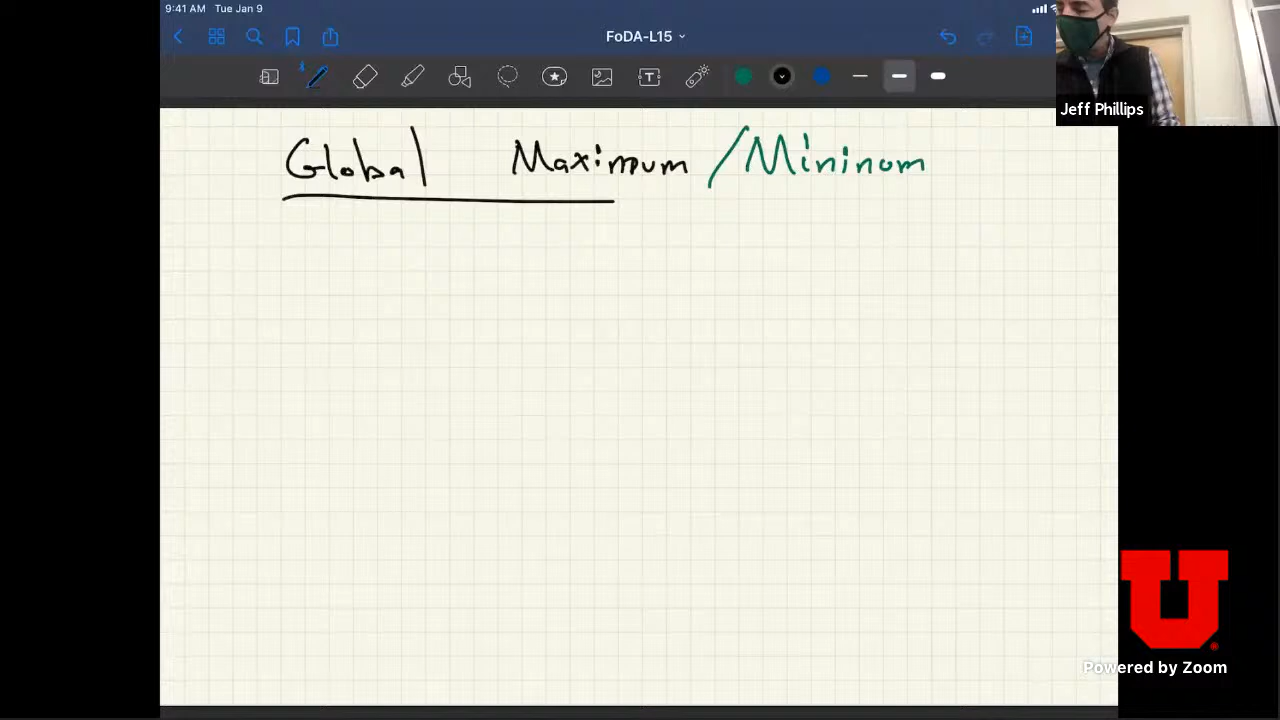 9:41 AM Tue Jan 9
FoDA-L15
T
Jeff Phillips
Global Maximum / Mininum
U
Powered by Zoom